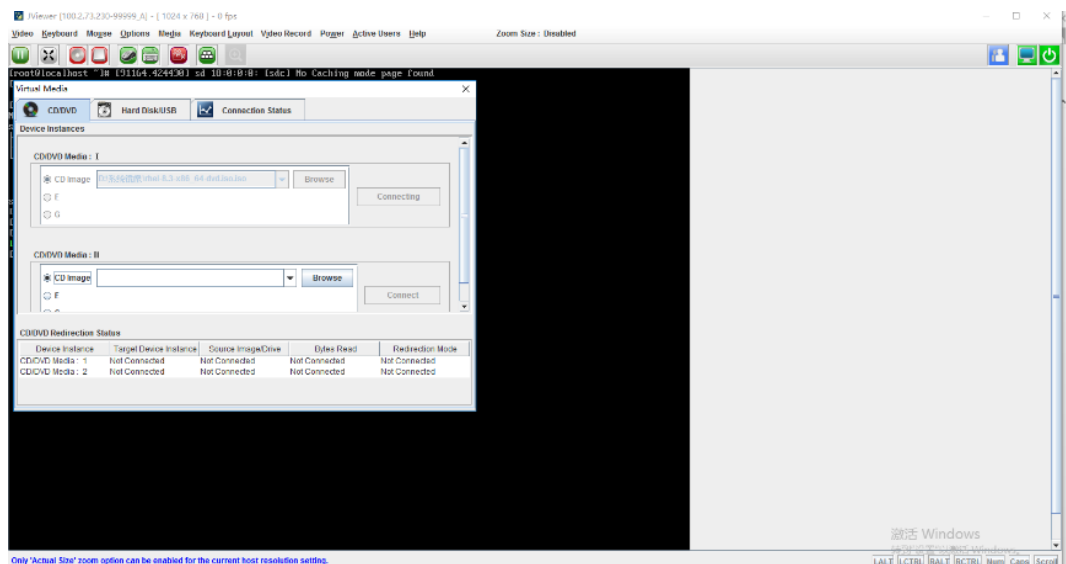 JViewer [100.2.73.230-99999_A] - [ 1024 x 768 ] - 0 fps
Video Keyboard Mouse Options Media Keyboard Layout Video Record Power Active Users Help Zoom Size : Disabled
[root@localhost ~]# [91164.424430] sd 10:0:0:0: [sdc] No Caching mode page found
Virtual Media
CD/DVD Hard Disk/USB Connection Status
Device Instances
CD/DVD Media : I
CD Image Browse
E
Connecting
G
CD/DVD Media : II
CD Image Browse
E
Connect
CD/DVD Redirection Status
Device Instance Target Device Instance Source Image/Drive Bytes Read Redirection Mode
CD/DVD Media : 1 Not Connected Not Connected Not Connected Not Connected
CD/DVD Media : 2 Not Connected Not Connected Not Connected Not Connected
激活 Windows
Only 'Actual Size' zoom option can be enabled for the current host resolution setting.
LALT LCTRL RALT RCTRL Num Caps Scroll